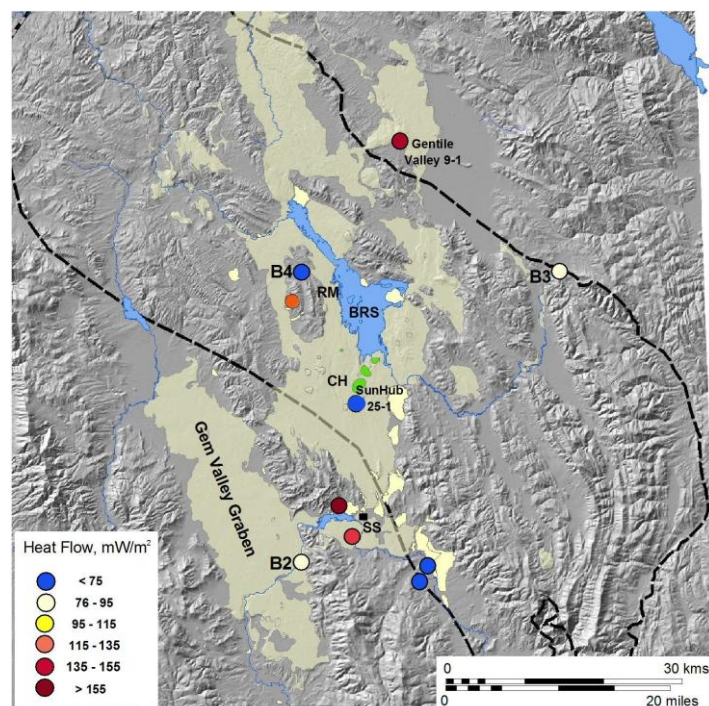 Gentile
Valley 9-1
B4
B3
RM
BRS
CH
SunHub
25-1
Gem Valley Graben
SS
B2
Heat Flow, mW/m²
< 75
76 - 95
95 - 115
115 - 135
135 - 155
> 155
0 30 kms
0 20 miles